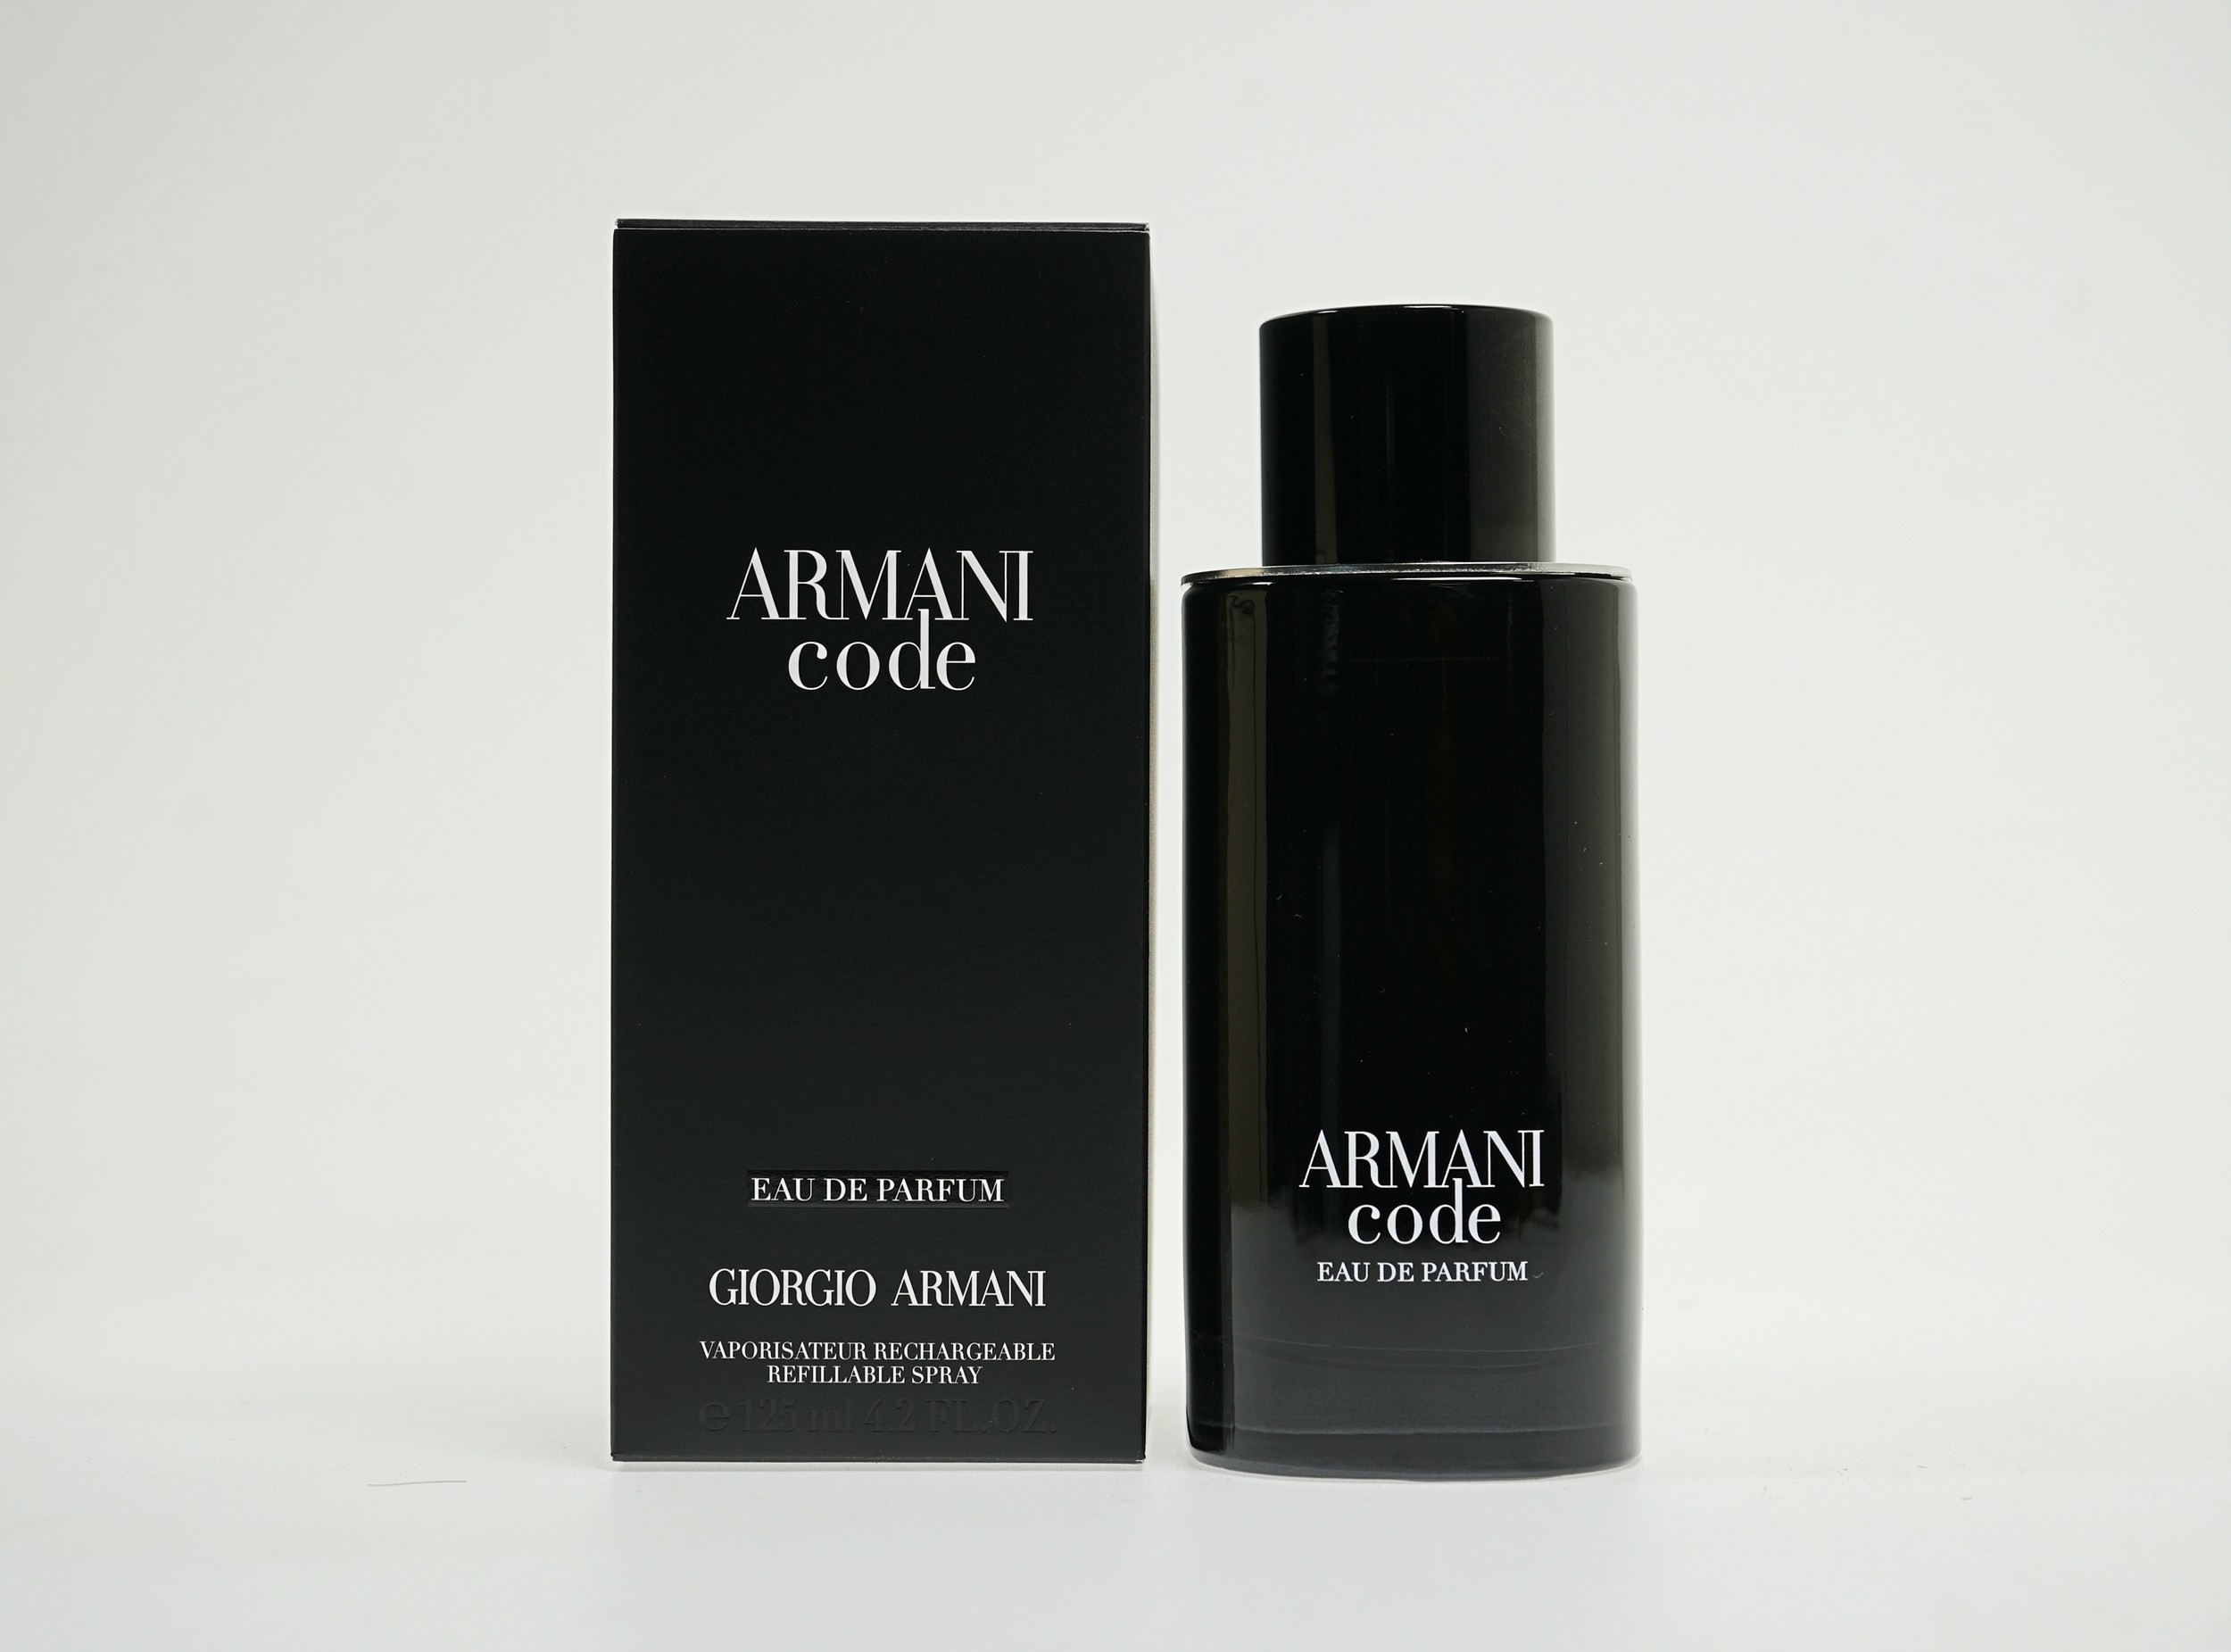 ARMANI
code
EAU DE PARFUM
GIORGIO ARMANI
VAPORISATEUR RECHARGEABLE
REFILLABLE SPRAY
℮ 125 ml 4.2 FL.OZ.
ARMANI
code
EAU DE PARFUM